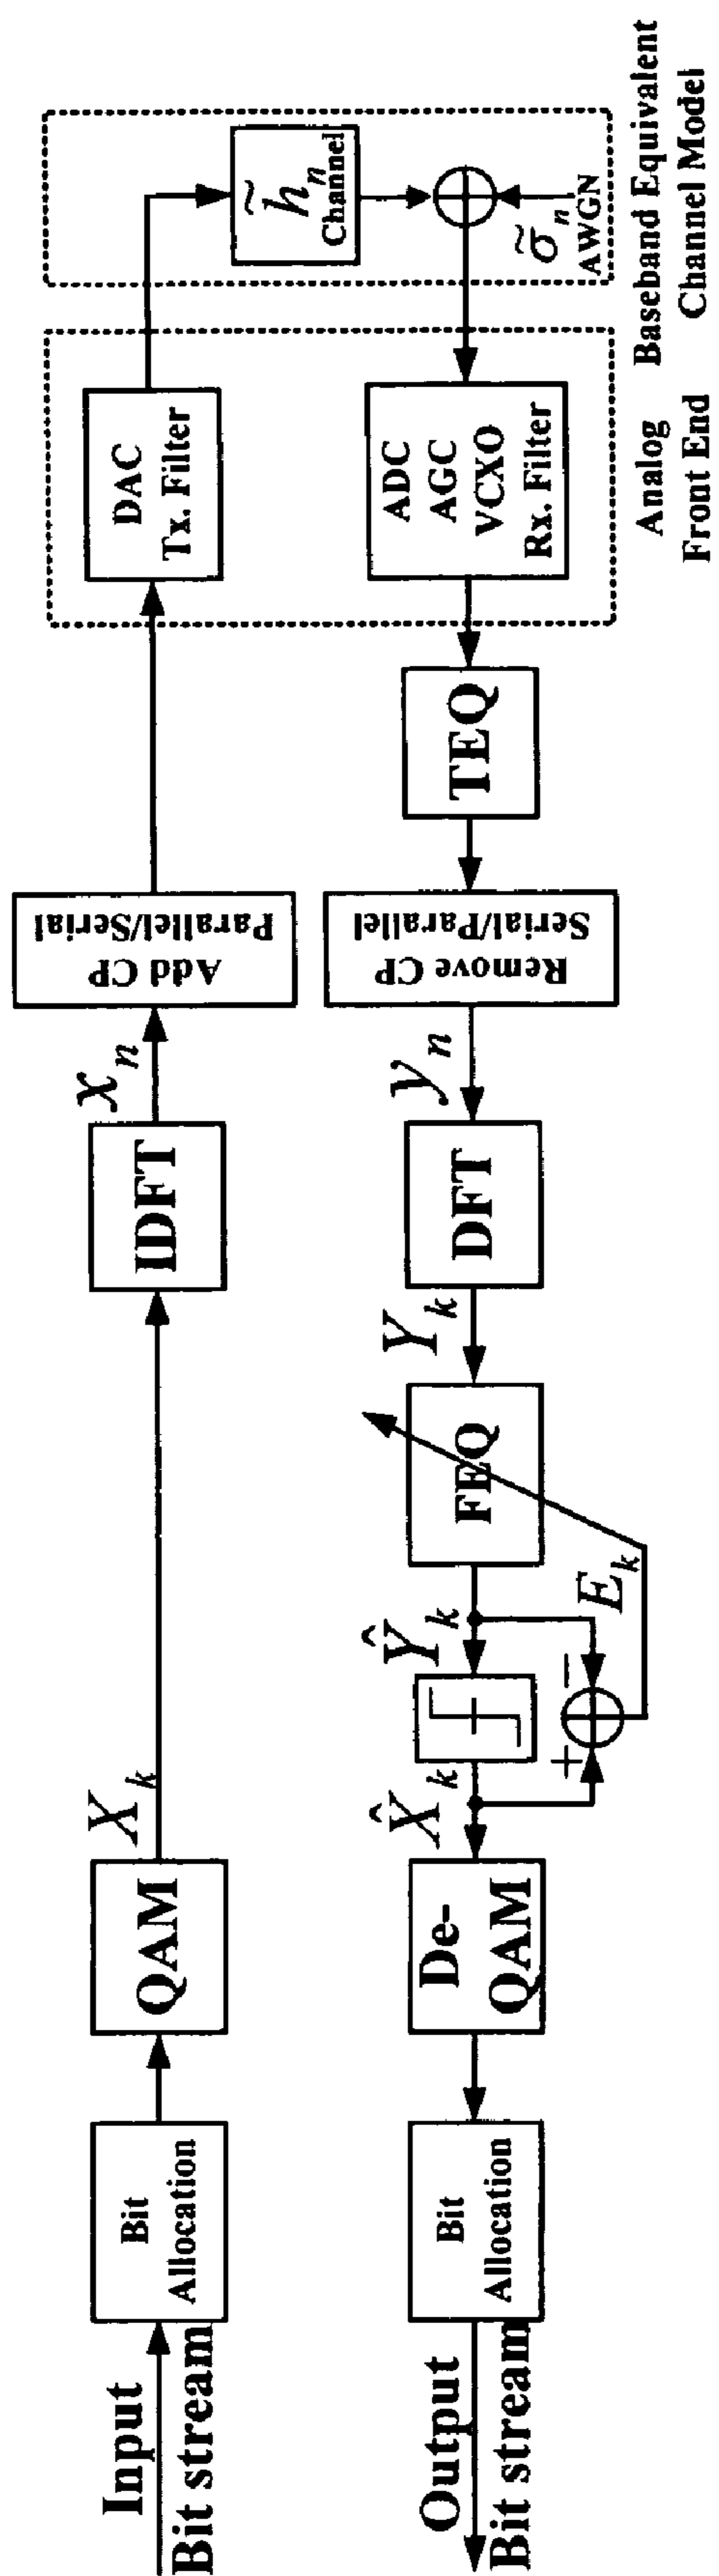 Input
Bit stream
Bit
Allocation
QAM
X_k
IDFT
x_n
Add CP
Parallel/Serial
DAC
Tx. Filter
h̃_n
Channel
σ̃_n
AWGN
ADC
AGC
VCXO
Rx. Filter
TEQ
Remove CP
Serial/Parallel
y_n
DFT
Y_k
FEQ
Ŷ_k
−
+
E_k
X̂_k
De-
QAM
Bit
Allocation
Output
Bit stream
Analog
Front End
Baseband Equivalent
Channel Model